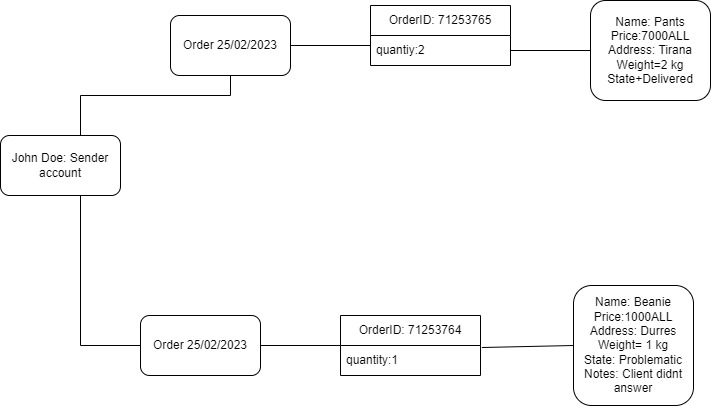 Order 25/02/2023
OrderID: 71253765
quantiy:2
Name: Pants
Price:7000ALL
Address: Tirana
Weight=2 kg
State+Delivered
John Doe: Sender
account
Order 25/02/2023
OrderID: 71253764
quantity:1
Name: Beanie
Price:1000ALL
Address: Durres
Weight= 1 kg
State: Problematic
Notes: Client didnt
answer